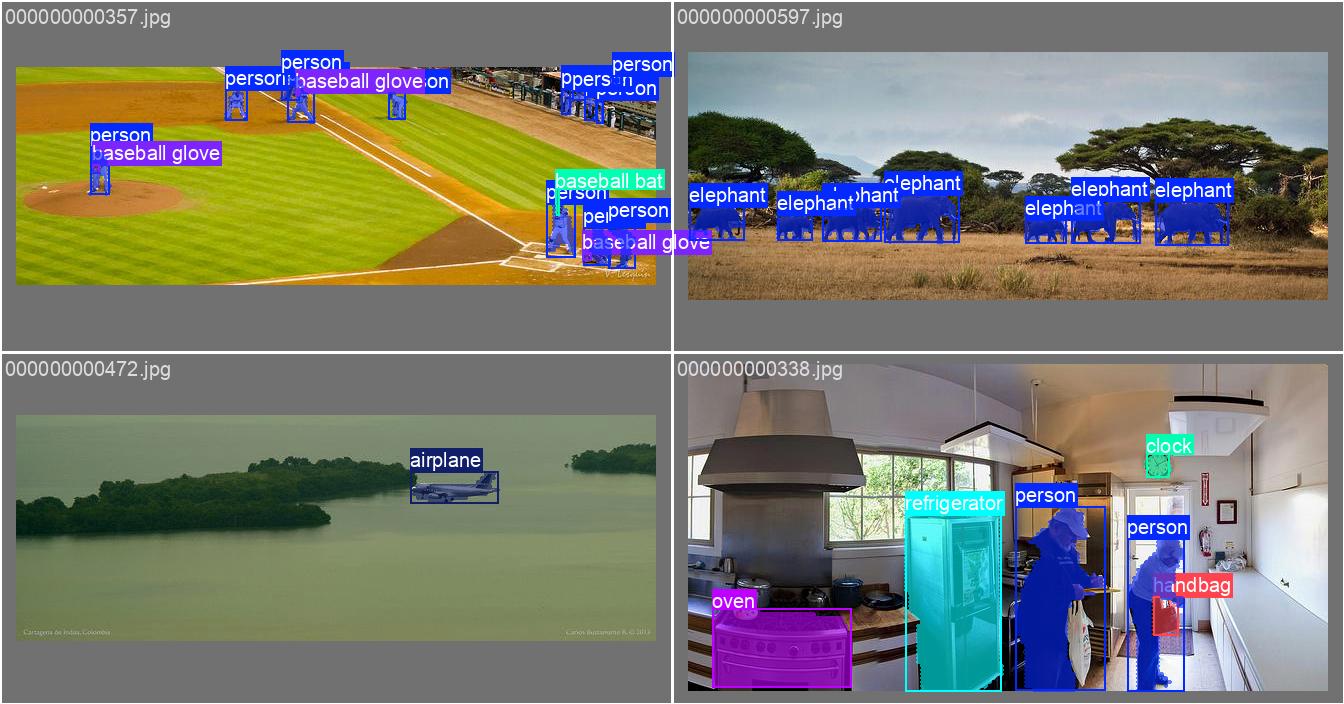 000000000357.jpg
person
person
baseball glove
on
person
person
person
person
baseball glove
baseball bat
person
person
baseball glove
V. Lesquin
000000000597.jpg
elephant
elephant
elephant
elephant
elephant
elephant
elephant
000000000472.jpg
airplane
Cartagena de Indias, Colombia
Carlos Bustamante R. © 2013
000000000338.jpg
clock
refrigerator
person
person
handbag
oven